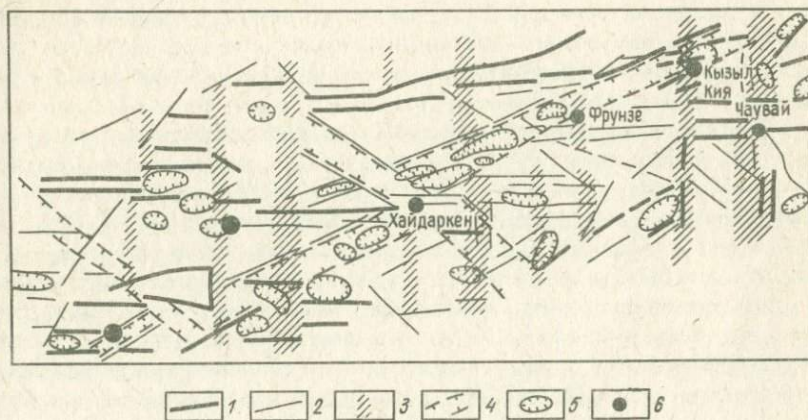 Кызыл
Кия
Чаувай
Фрунзе
Хайдаркен
1 2 3 4 5 6